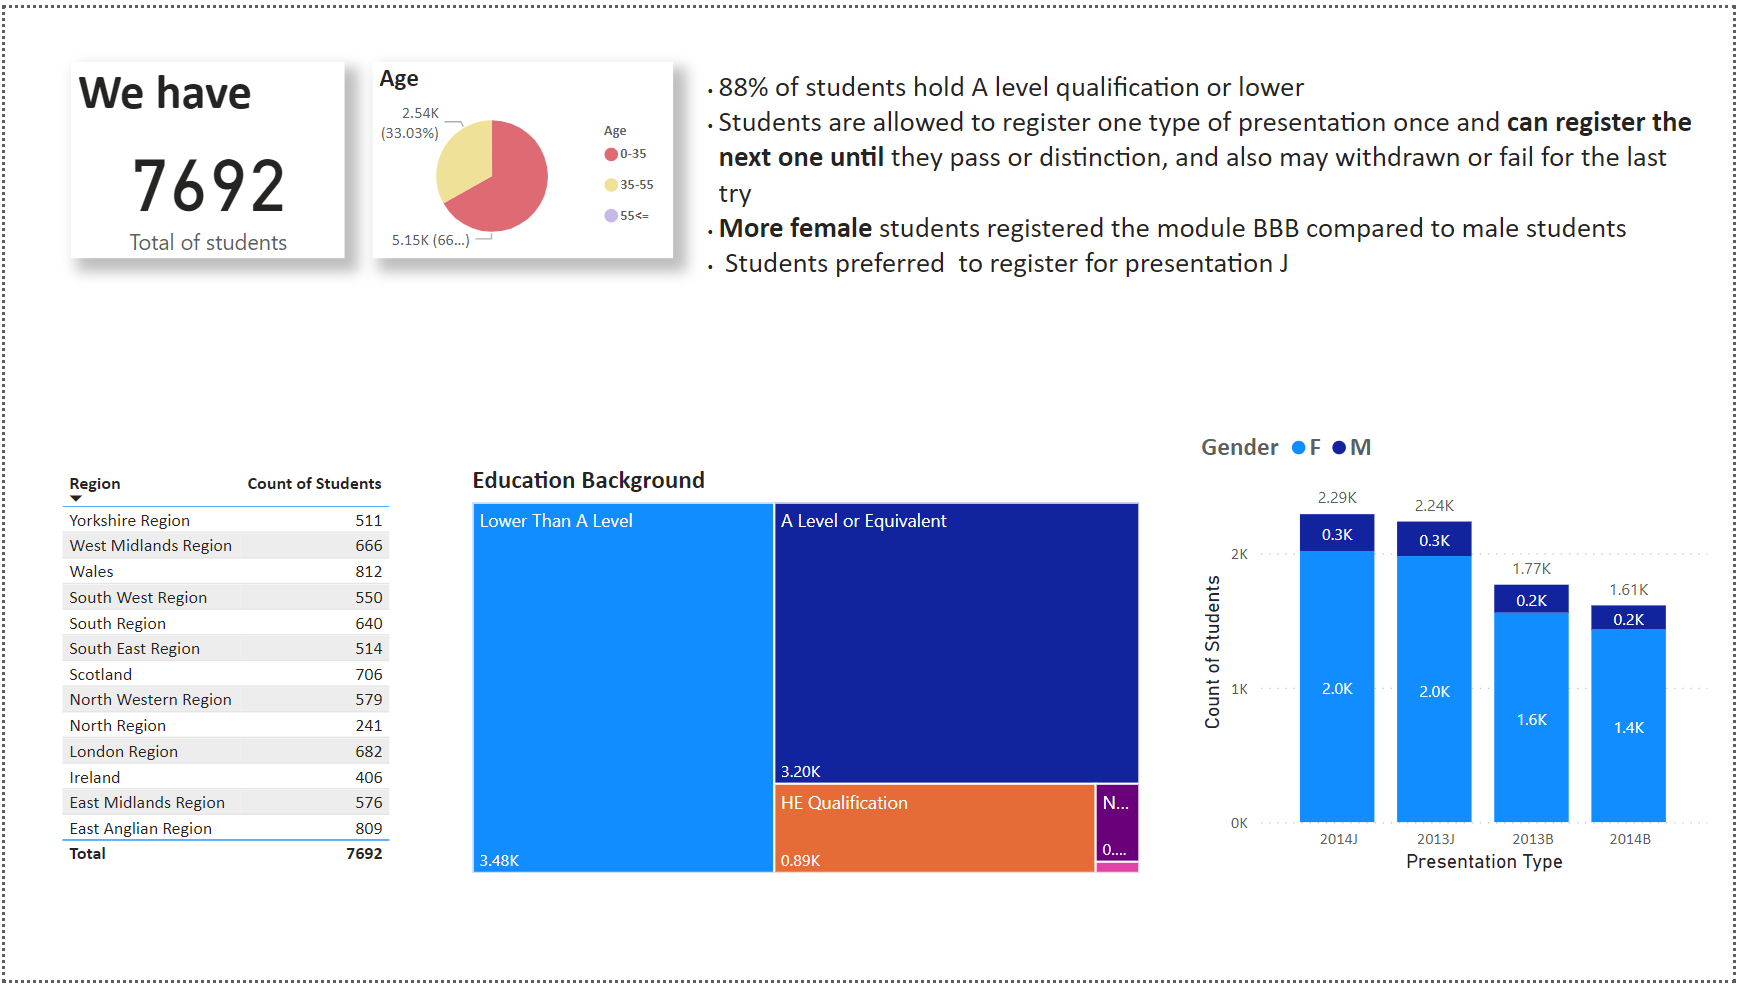 We have
7692
Total of students
Age
2.54K
(33.03%)
5.15K (66...)
Age
0-35
35-55
55<=
· 88% of students hold A level qualification or lower
· Students are allowed to register one type of presentation once and can register the
next one until they pass or distinction, and also may withdrawn or fail for the last
try
· More female students registered the module BBB compared to male students
· Students preferred  to register for presentation J
Region Count of Students
Yorkshire Region 511
West Midlands Region 666
Wales 812
South West Region 550
South Region 640
South East Region 514
Scotland 706
North Western Region 579
North Region 241
London Region 682
Ireland 406
East Midlands Region 576
East Anglian Region 809
Total 7692
Education Background
Lower Than A Level
3.48K
A Level or Equivalent
3.20K
HE Qualification
0.89K
N...
0....
Gender F M
Count of Students
2K
1K
0K
2.29K
0.3K
2.0K
2.24K
0.3K
2.0K
1.77K
0.2K
1.6K
1.61K
0.2K
1.4K
2014J 2013J 2013B 2014B
Presentation Type